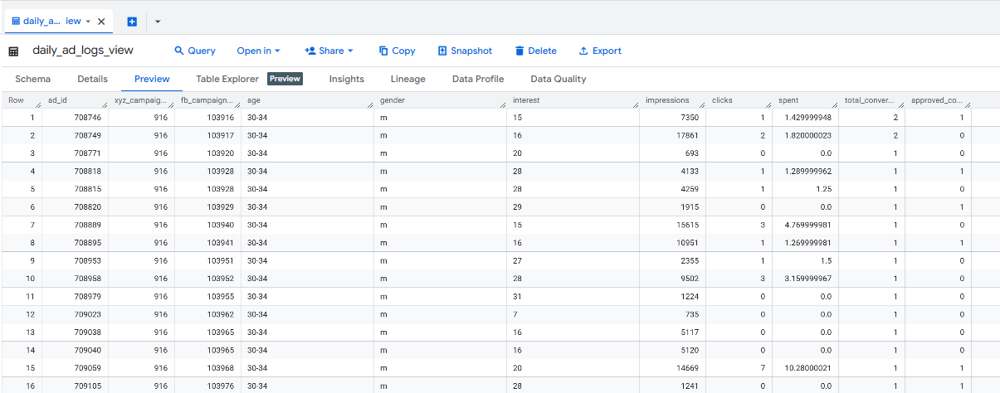 daily_a... iew
daily_ad_logs_view Query Open in Share Copy Snapshot Delete Export
Schema Details Preview Table Explorer Preview Insights Lineage Data Profile Data Quality
Row ad_id xyz_campaig... fb_campaign... age gender interest impressions clicks spent total_conver... approved_co...
1 708746 916 103916 30-34 m 15 7350 1 1.429999948 2 1
2 708749 916 103917 30-34 m 16 17861 2 1.820000023 2 0
3 708771 916 103920 30-34 m 20 693 0 0.0 1 0
4 708818 916 103928 30-34 m 28 4133 1 1.289999962 1 1
5 708815 916 103928 30-34 m 28 4259 1 1.25 1 0
6 708820 916 103929 30-34 m 29 1915 0 0.0 1 1
7 708889 916 103940 30-34 m 15 15615 3 4.769999981 1 0
8 708895 916 103941 30-34 m 16 10951 1 1.269999981 1 1
9 708953 916 103951 30-34 m 27 2355 1 1.5 1 0
10 708958 916 103952 30-34 m 28 9502 3 3.159999967 1 0
11 708979 916 103955 30-34 m 31 1224 0 0.0 1 0
12 709023 916 103962 30-34 m 7 735 0 0.0 1 0
13 709038 916 103965 30-34 m 16 5117 0 0.0 1 0
14 709040 916 103965 30-34 m 16 5120 0 0.0 1 0
15 709059 916 103968 30-34 m 20 14669 7 10.28000021 1 1
16 709105 916 103976 30-34 m 28 1241 0 0.0 1 1